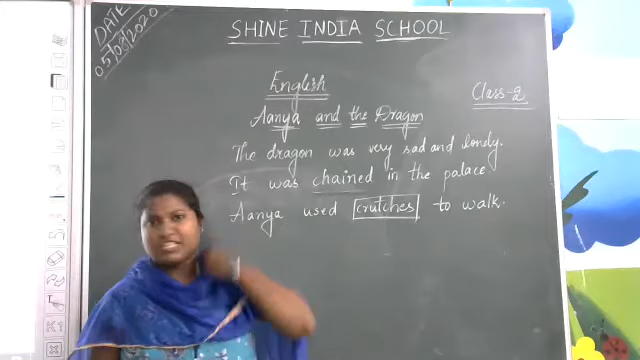 DATE
05/03/2020
SHINE INDIA SCHOOL
English
Class-2
Aanya and the Dragon
The dragon was very sad and lonely.
It was chained in the palace
Aanya used crutches to walk.